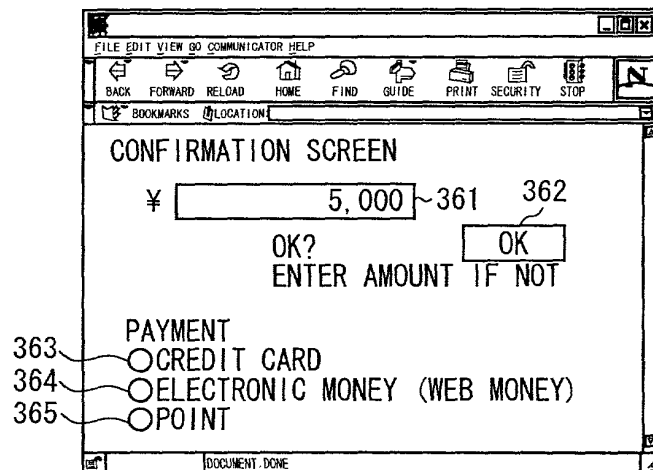 FILE EDIT VIEW GO COMMUNICATOR HELP
BACK FORWARD RELOAD HOME FIND GUIDE PRINT SECURITY STOP N
BOOKMARKS LOCATION:
CONFIRMATION SCREEN
¥ 5,000 361
362
OK? OK
ENTER AMOUNT IF NOT
PAYMENT
363 CREDIT CARD
364 ELECTRONIC MONEY (WEB MONEY)
365 POINT
DOCUMENT.DONE